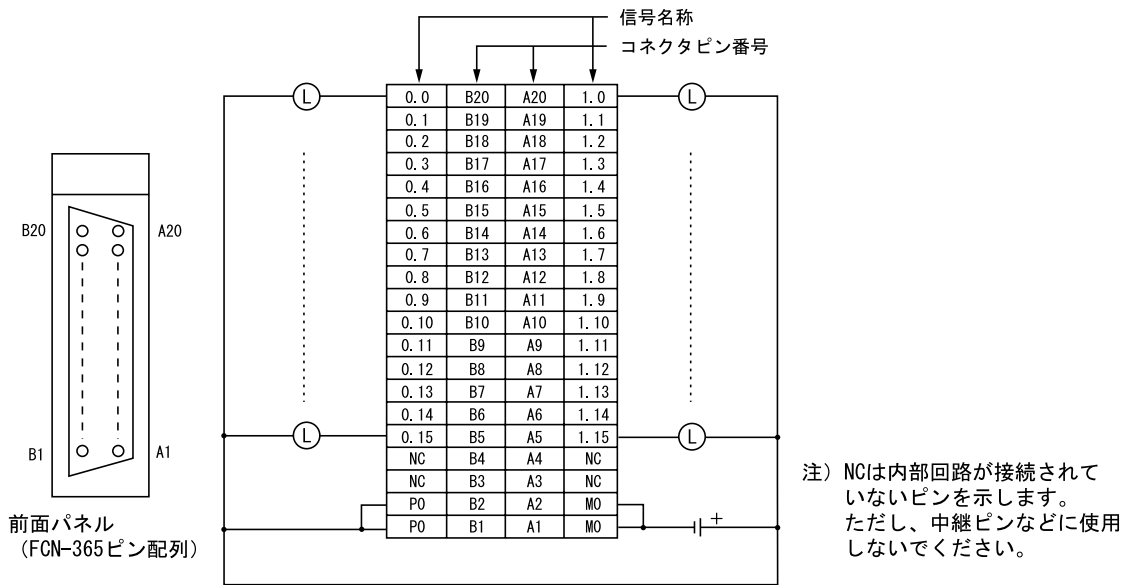 信号名称
コネクタピン番号
L
L
0.0 B20 A20 1.0
0.1 B19 A19 1.1
0.2 B18 A18 1.2
0.3 B17 A17 1.3
0.4 B16 A16 1.4
0.5 B15 A15 1.5
0.6 B14 A14 1.6
0.7 B13 A13 1.7
0.8 B12 A12 1.8
0.9 B11 A11 1.9
0.10 B10 A10 1.10
0.11 B9 A9 1.11
0.12 B8 A8 1.12
0.13 B7 A7 1.13
0.14 B6 A6 1.14
0.15 B5 A5 1.15
NC B4 A4 NC
NC B3 A3 NC
P0 B2 A2 M0
P0 B1 A1 M0
L
L
+
B20
A20
B1
A1
前面パネル
(FCN-365ピン配列)
注)NCは内部回路が接続されて
いないピンを示します。
ただし、中継ピンなどに使用
しないでください。